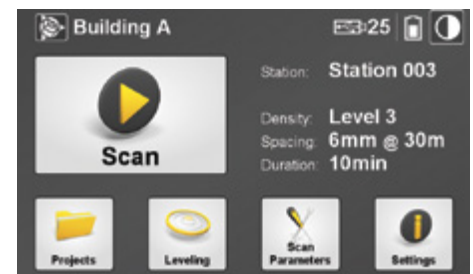 Building A
25
Station: Station 003
Density: Level 3
Spacing: 6mm @ 30m
Duration: 10min
Scan
Projects
Leveling
Scan
Parameters
Settings